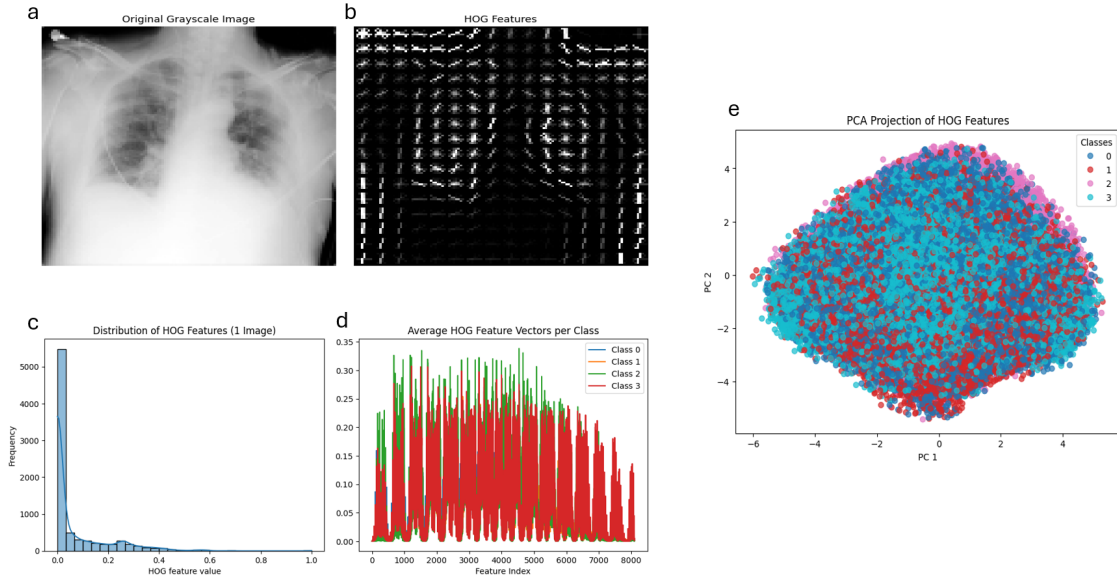 a
Original Grayscale Image
b
HOG Features
c
Distribution of HOG Features (1 Image)
Frequency
5000
4000
3000
2000
1000
0
0.0 0.2 0.4 0.6 0.8 1.0
HOG feature value
d
Average HOG Feature Vectors per Class
0.35
0.30
0.25
0.20
0.15
0.10
0.05
0.00
0 1000 2000 3000 4000 5000 6000 7000 8000
Feature Index
Class 0
Class 1
Class 2
Class 3
e
PCA Projection of HOG Features
PC 2
4
2
0
−2
−4
−6 −4 −2 0 2 4
PC 1
Classes
0
1
2
3